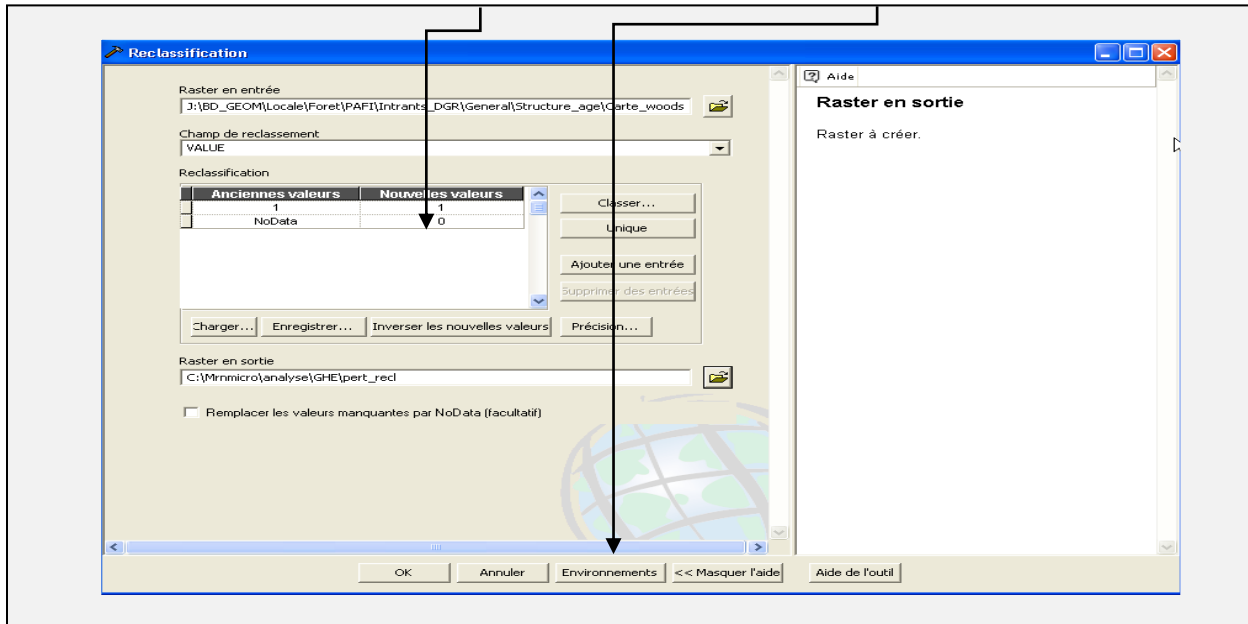 Reclassification
Raster en entrée
J:\BD_GEOM\Locale\Foret\PAFI\Intrants_DGR\General\Structure_age\Carte_woods
Champ de reclassement
VALUE
Reclassification
Anciennes valeurs Nouvelles valeurs
1 1
NoData 0
Classer...
Unique
Ajouter une entrée
Supprimer des entrées
Charger... Enregistrer... Inverser les nouvelles valeurs Précision...
Raster en sortie
C:\Mrnmicro\analyse\GHE\pert_recl
Remplacer les valeurs manquantes par NoData (facultatif)
OK Annuler Environnements << Masquer l'aide Aide de l'outil
Aide
Raster en sortie
Raster à créer.